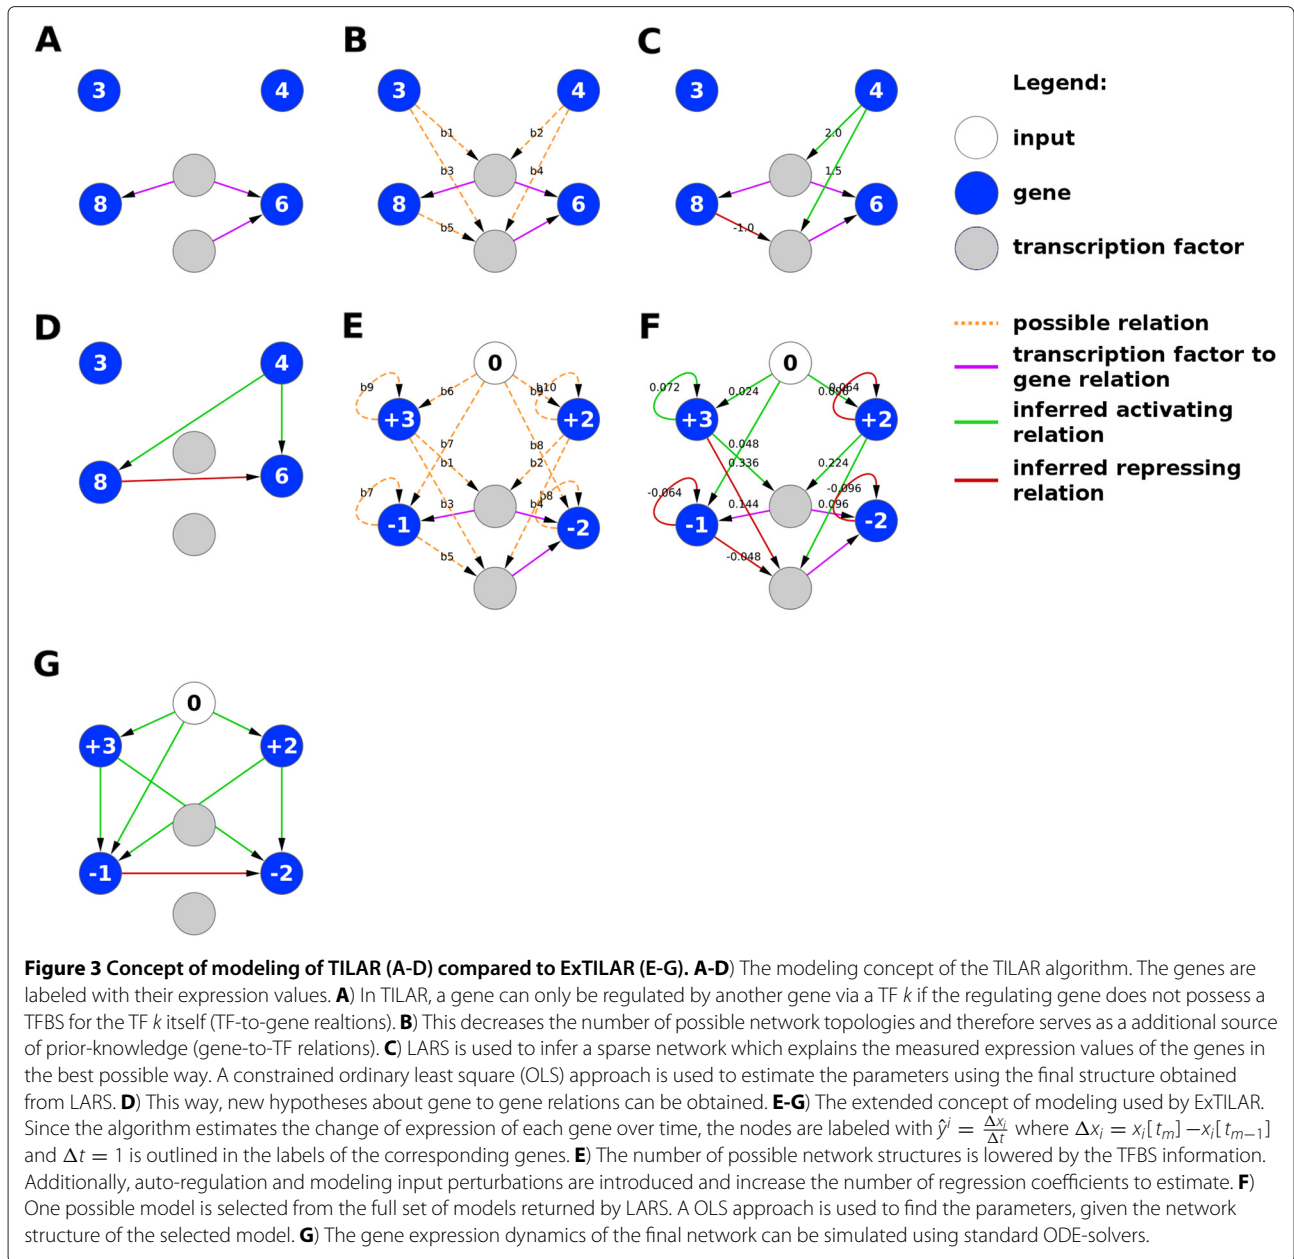 A
3
4
8
6
B
3
4
b1
b2
b3
b4
8
6
b5
C
3
4
2.0
1.5
8
6
-1.0
Legend:
input
gene
transcription factor
possible relation
transcription factor to
gene relation
inferred activating
relation
inferred repressing
relation
D
3
4
8
6
E
0
b9
b6
b9
b10
+3
+2
b7
b8
b1
b2
b7
b8
b3
b4
-1
-2
b5
F
0
0.072
0.024
0.096
-0.064
+3
+2
0.048
0.336
0.224
-0.064
-0.096
0.144
0.096
-1
-2
-0.048
G
0
+3
+2
-1
-2
Figure 3 Concept of modeling of TILAR (A-D) compared to ExTILAR (E-G). A-D) The modeling concept of the TILAR algorithm. The genes are
labeled with their expression values. A) In TILAR, a gene can only be regulated by another gene via a TF k if the regulating gene does not possess a
TFBS for the TF k itself (TF-to-gene realtions). B) This decreases the number of possible network topologies and therefore serves as a additional source
of prior-knowledge (gene-to-TF relations). C) LARS is used to infer a sparse network which explains the measured expression values of the genes in
the best possible way. A constrained ordinary least square (OLS) approach is used to estimate the parameters using the final structure obtained
from LARS. D) This way, new hypotheses about gene to gene relations can be obtained. E-G) The extended concept of modeling used by ExTILAR.
Since the algorithm estimates the change of expression of each gene over time, the nodes are labeled with ŷⁱ = Δxᵢ/Δt where Δxᵢ = xᵢ[tₘ] −xᵢ[tₘ₋₁]
and Δt = 1 is outlined in the labels of the corresponding genes. E) The number of possible network structures is lowered by the TFBS information.
Additionally, auto-regulation and modeling input perturbations are introduced and increase the number of regression coefficients to estimate. F)
One possible model is selected from the full set of models returned by LARS. A OLS approach is used to find the parameters, given the network
structure of the selected model. G) The gene expression dynamics of the final network can be simulated using standard ODE-solvers.